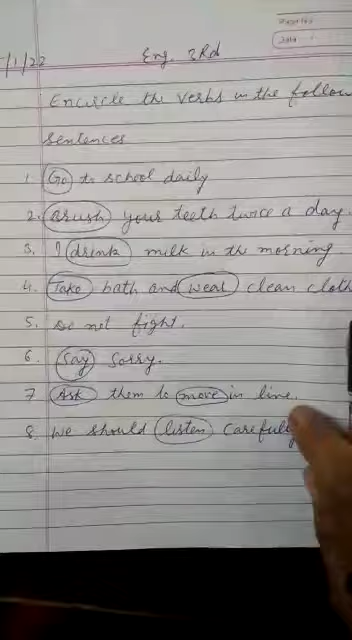 /1/22
Eng. 3Rd
Encircle the verbs in the follow
sentences
1. Go to school daily
2. Brush your teeth twice a day.
3. I drink milk in the morning.
4. Take bath and wear clean cloth
5. Do not fight.
6. Say Sorry.
7 Ask them to move in line.
8. We should listen carefully